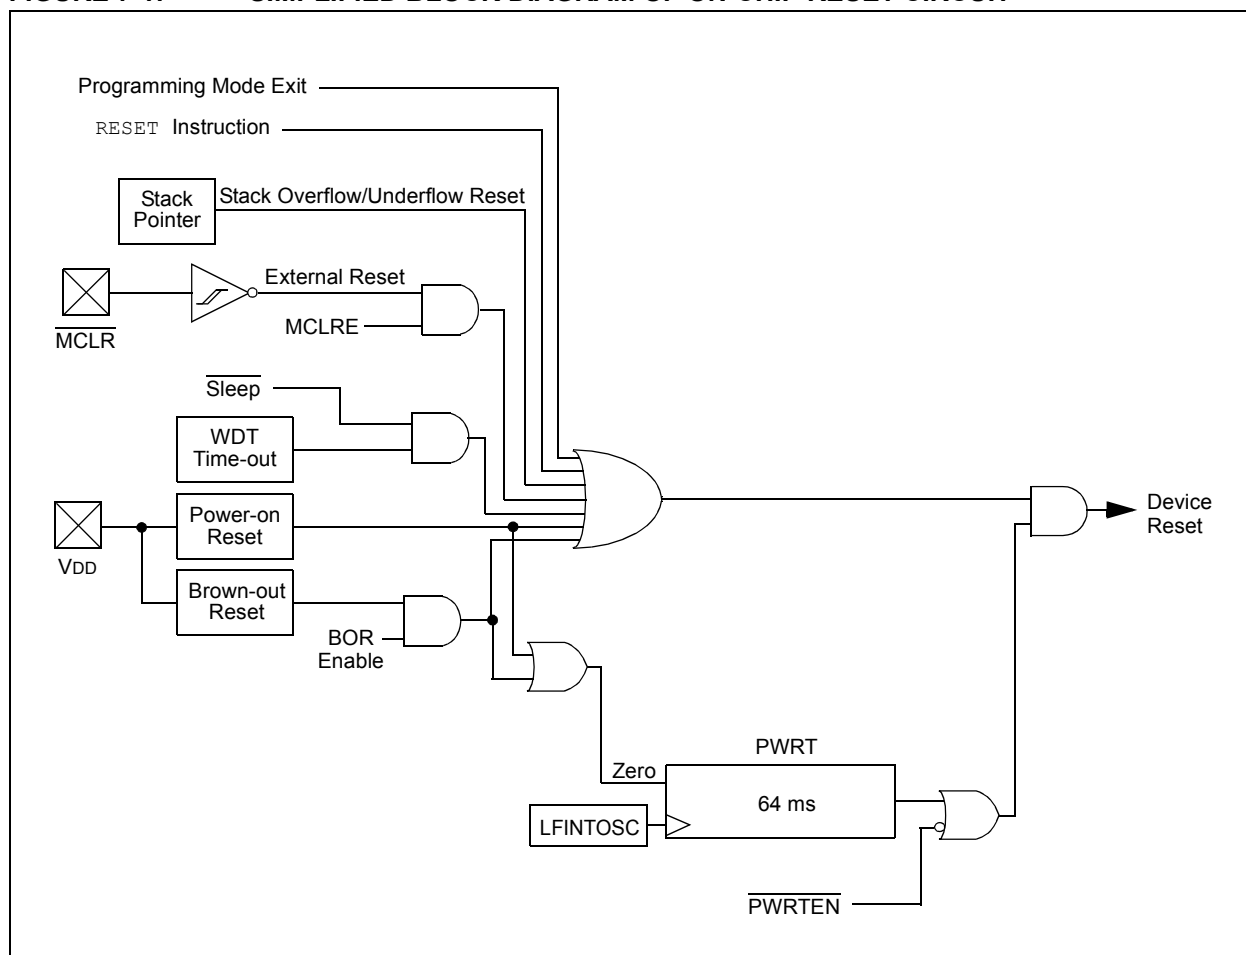 Programming Mode Exit
RESET Instruction
Stack
Pointer
Stack Overflow/Underflow Reset
External Reset
MCLR
MCLRE
Sleep
WDT
Time-out
VDD
Power-on
Reset
Device
Reset
Brown-out
Reset
BOR
Enable
PWRT
Zero
64 ms
LFINTOSC
PWRTEN